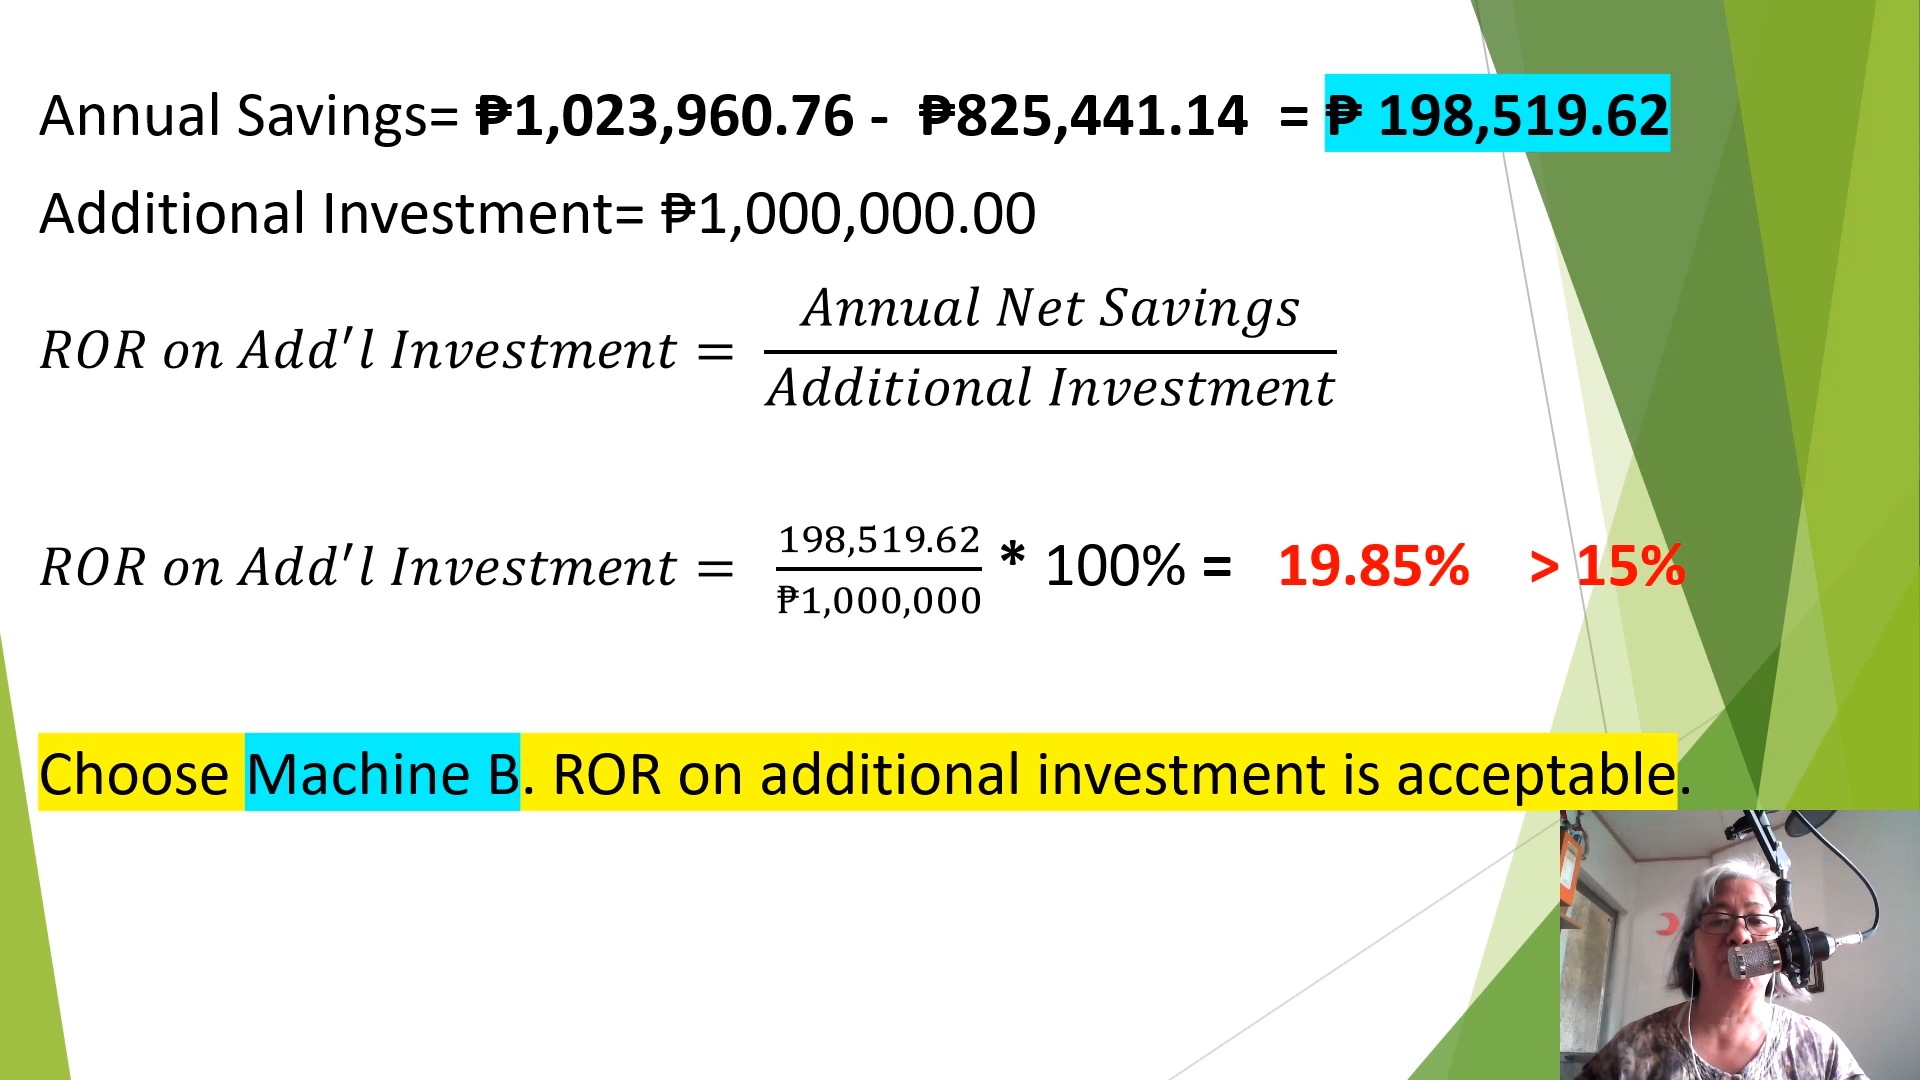 Annual Savings= ₱1,023,960.76 - ₱825,441.14 = ₱ 198,519.62
Additional Investment= ₱1,000,000.00
ROR on Add'l Investment = Annual Net Savings / Additional Investment
ROR on Add'l Investment = 198,519.62 / ₱1,000,000 * 100% = 19.85% > 15%
Choose Machine B. ROR on additional investment is acceptable.